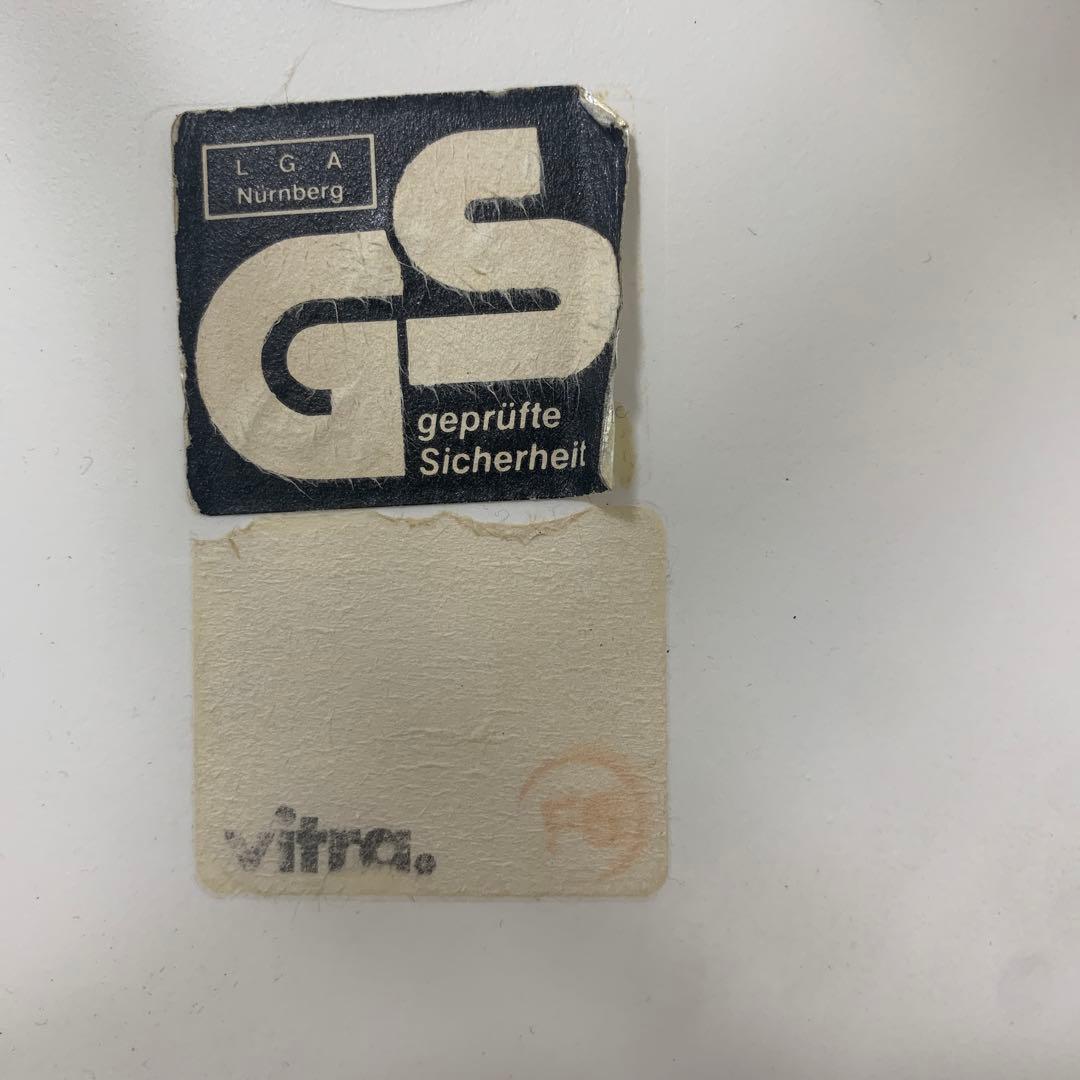 L G A
Nürnberg
GS
geprüfte
Sicherheit
vitra.